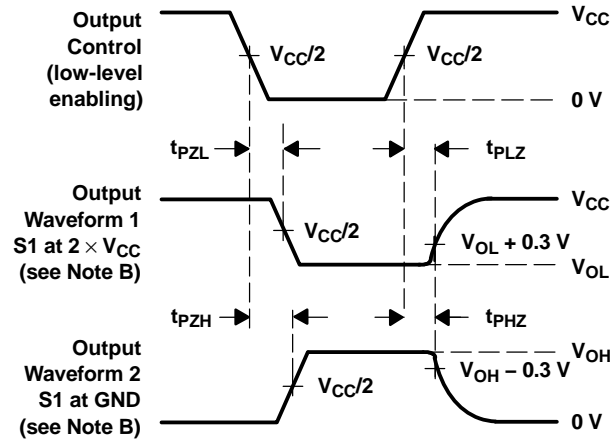 Output
Control
(low-level
enabling)
VCC/2
VCC/2
VCC
0 V
tPZL
tPLZ
Output
Waveform 1
S1 at 2 × VCC
(see Note B)
VCC/2
VCC
VOL + 0.3 V
VOL
tPZH
tPHZ
Output
Waveform 2
S1 at GND
(see Note B)
VCC/2
VOH
VOH − 0.3 V
0 V